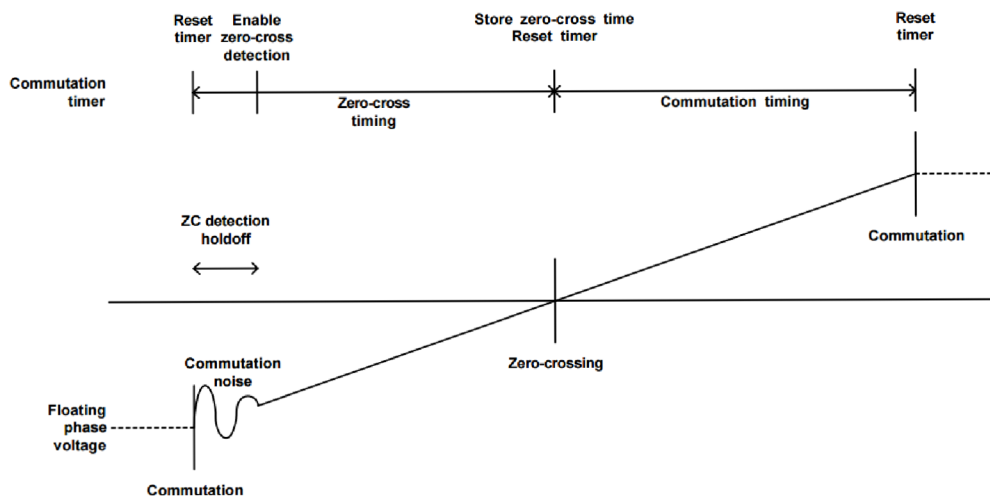 Reset
timer
Enable
zero-cross
detection
Store zero-cross time
Reset timer
Reset
timer
Commutation
timer
Zero-cross
timing
Commutation timing
ZC detection
holdoff
Commutation
Zero-crossing
Commutation
noise
Floating
phase
voltage
Commutation